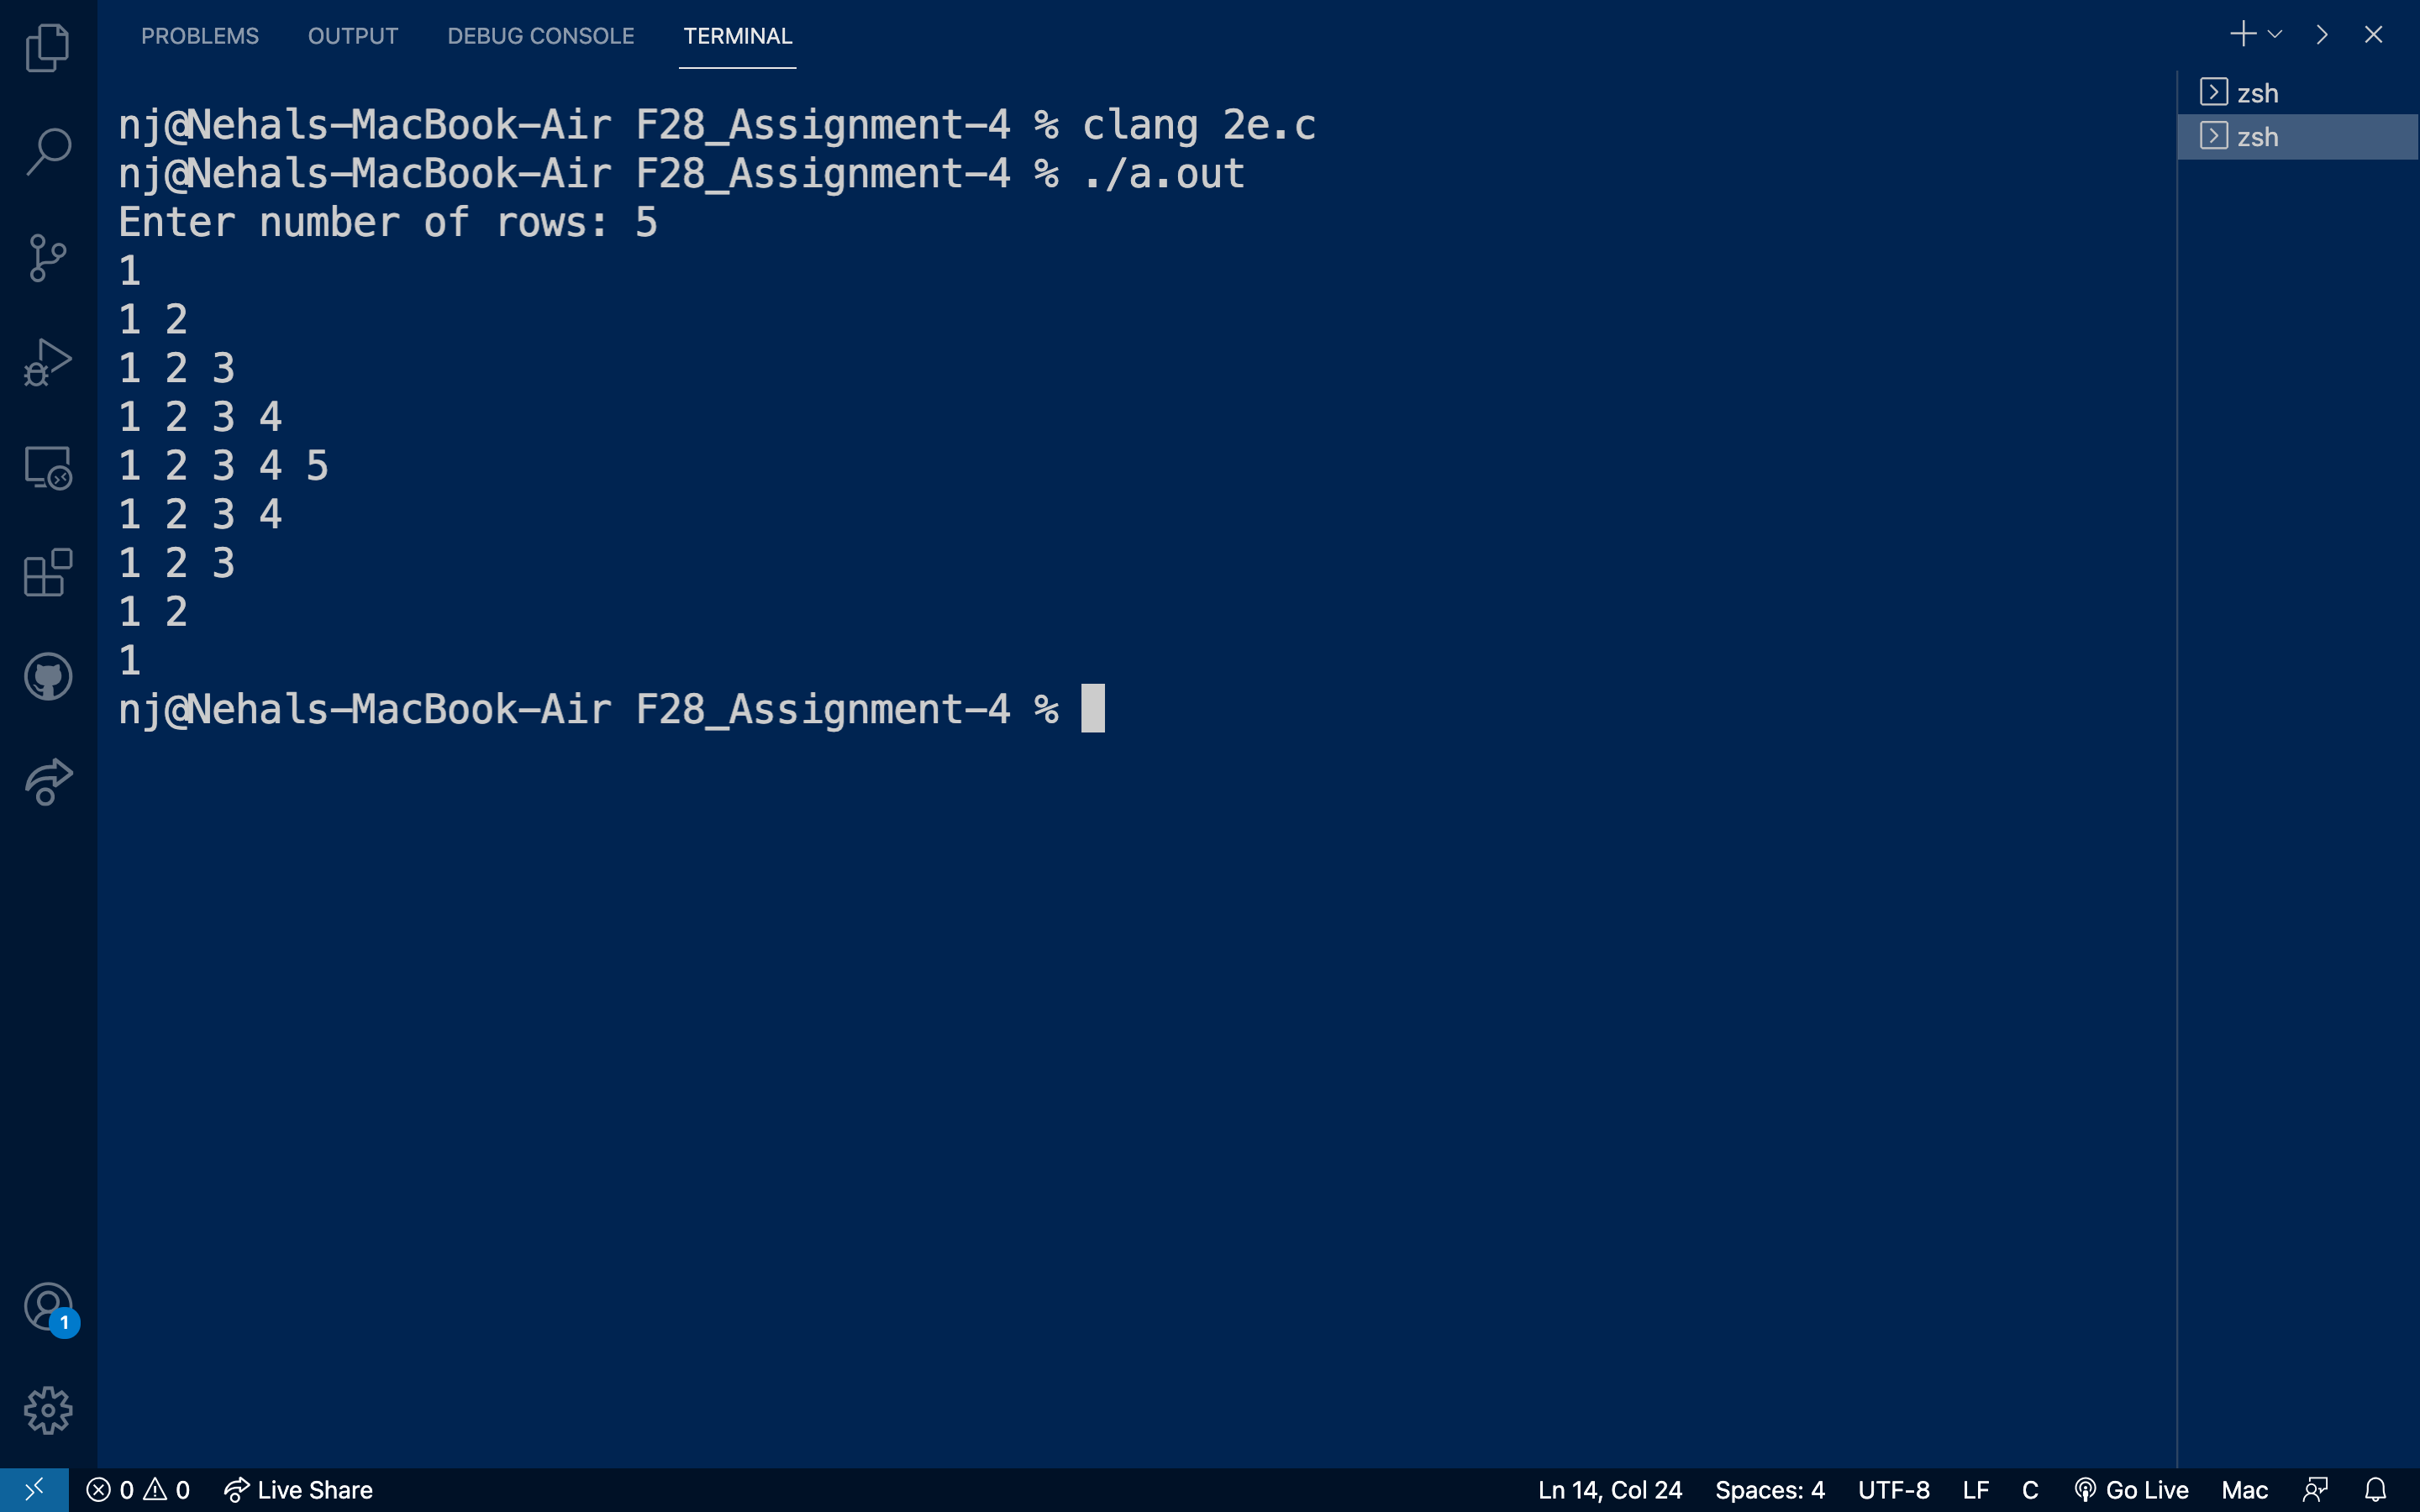 PROBLEMS OUTPUT DEBUG CONSOLE TERMINAL
zsh
zsh
nj@Nehals-MacBook-Air F28_Assignment-4 % clang 2e.c
nj@Nehals-MacBook-Air F28_Assignment-4 % ./a.out
Enter number of rows: 5
1
1 2
1 2 3
1 2 3 4
1 2 3 4 5
1 2 3 4
1 2 3
1 2
1
nj@Nehals-MacBook-Air F28_Assignment-4 %
1
0 0 Live Share Ln 14, Col 24 Spaces: 4 UTF-8 LF C Go Live Mac